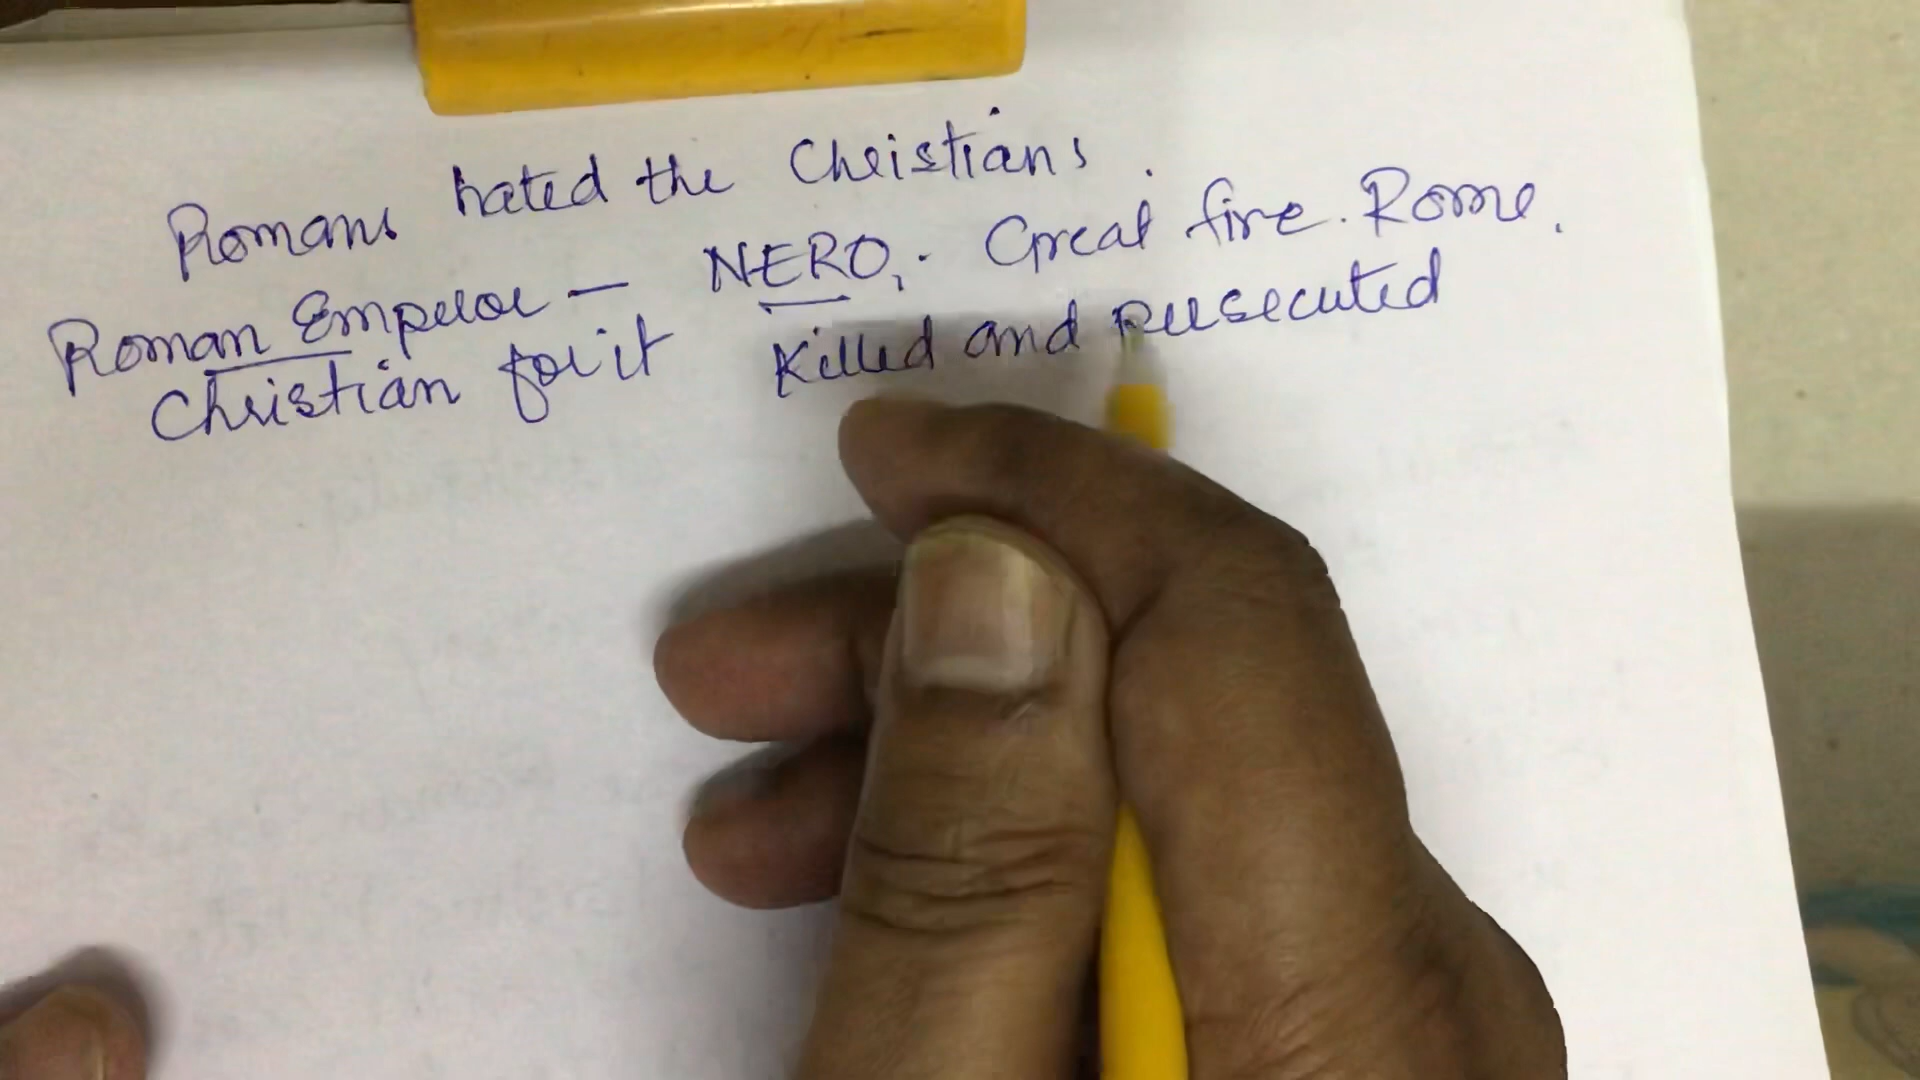 Romans hated the Christians.
Roman Emperor — NERO,. Great fire. Rome.
Christian for it Killed and persecuted